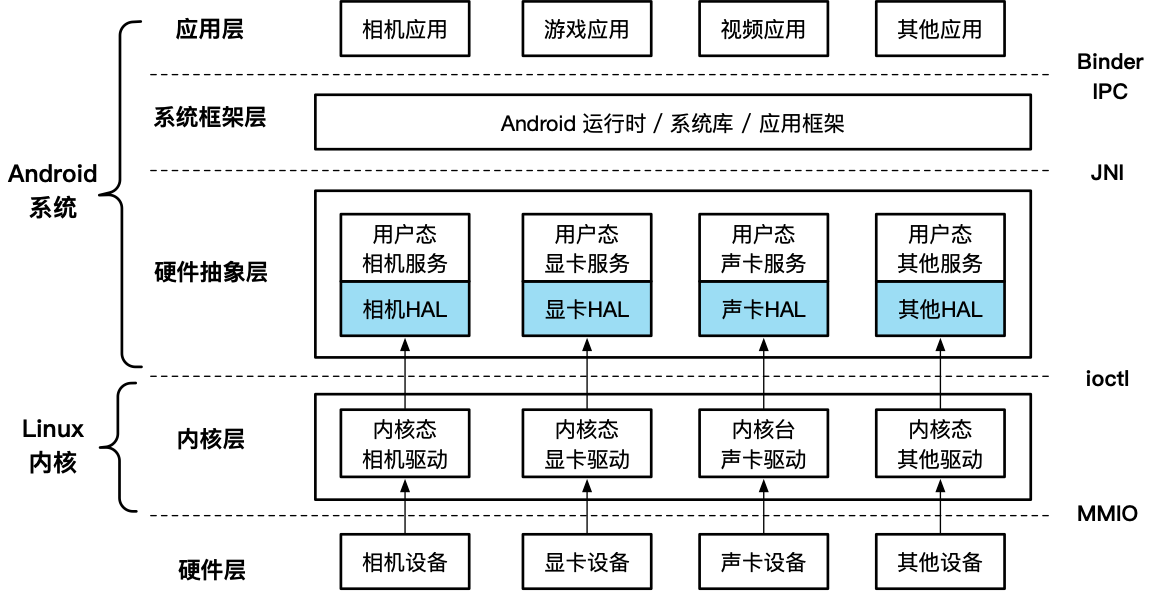 应用层
相机应用
游戏应用
视频应用
其他应用
Binder
IPC
系统框架层
Android 运行时 / 系统库 / 应用框架
JNI
Android
系统
硬件抽象层
用户态
相机服务
相机HAL
用户态
显卡服务
显卡HAL
用户态
声卡服务
声卡HAL
用户态
其他服务
其他HAL
ioctl
Linux
内核
内核层
内核态
相机驱动
内核态
显卡驱动
内核台
声卡驱动
内核态
其他驱动
MMIO
硬件层
相机设备
显卡设备
声卡设备
其他设备